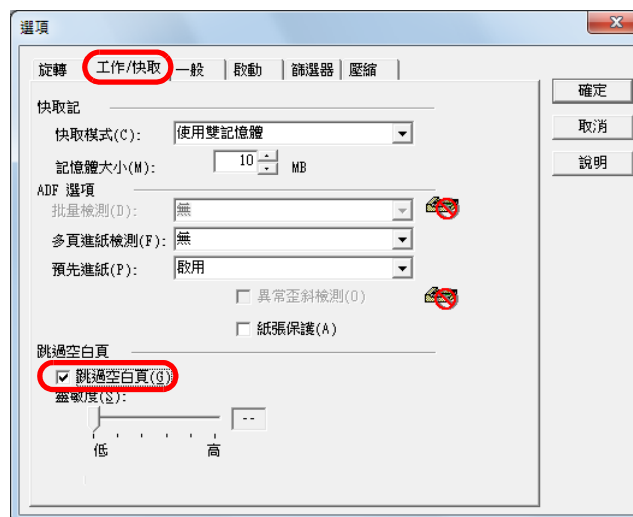 選項
旋轉 工作/快取 一般 啟動 篩選器 壓縮
確定
取消
說明
快取記
快取模式(C): 使用雙記憶體
記憶體大小(M): 10 MB
ADF 選項
批量檢測(D): 無
多頁進紙檢測(F): 無
預先進紙(P): 啟用
異常歪斜檢測(O)
紙張保護(A)
跳過空白頁
跳過空白頁(G)
靈敏度(S):
--
低 高